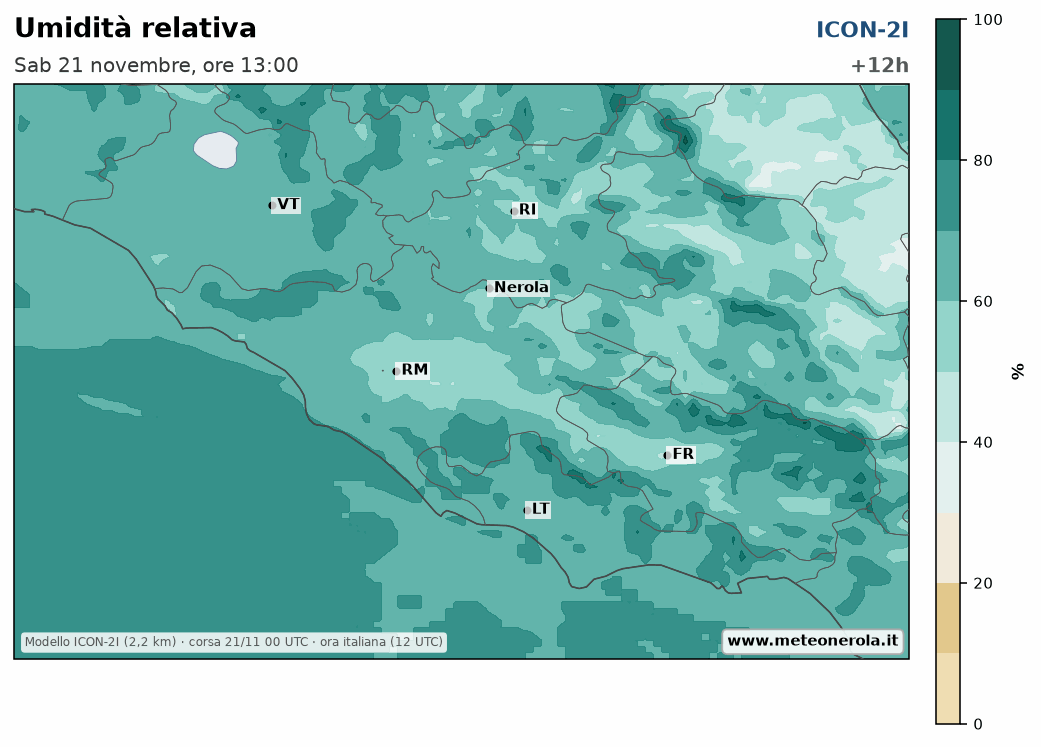 Umidità relativa
ICON-2I
Sab 21 novembre, ore 13:00
+12h
100
80
60
40
20
0
%
VT
RI
Nerola
RM
FR
LT
Modello ICON-2I (2,2 km) · corsa 21/11 00 UTC · ora italiana (12 UTC)
www.meteonerola.it